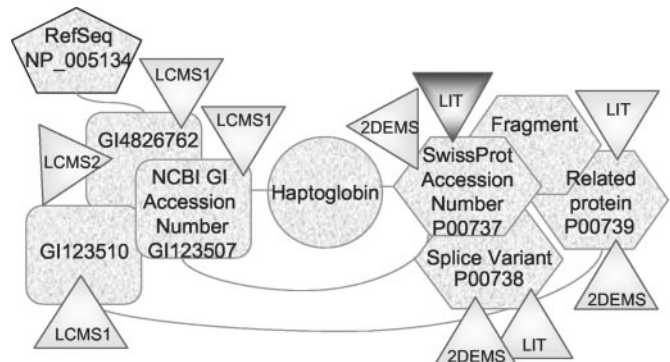 RefSeq
NP_005134
LCMS1
LCMS1
LIT
LIT
2DEMS
Fragment
GI4826762
LCMS2
NCBI GI
Accession
Number
GI123507
Haptoglobin
SwissProt
Accession
Number
P00737
Related
protein
P00739
GI123510
Splice Variant
P00738
LCMS1
2DEMS
LIT
2DEMS